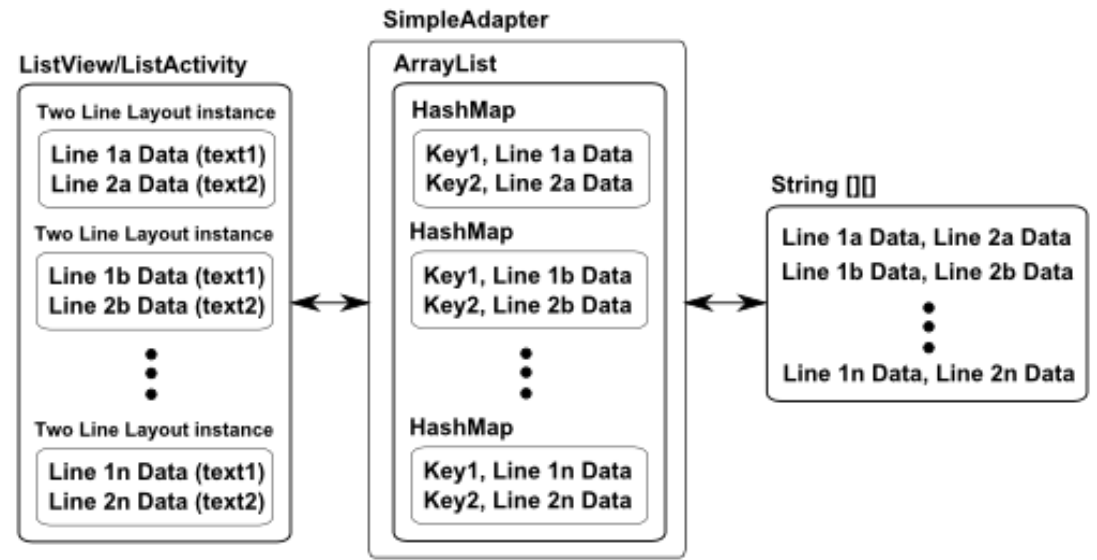 SimpleAdapter
ListView/ListActivity
ArrayList
Two Line Layout instance
Line 1a Data (text1)
Line 2a Data (text2)
Two Line Layout instance
Line 1b Data (text1)
Line 2b Data (text2)
Two Line Layout instance
Line 1n Data (text1)
Line 2n Data (text2)
HashMap
Key1, Line 1a Data
Key2, Line 2a Data
HashMap
Key1, Line 1b Data
Key2, Line 2b Data
HashMap
Key1, Line 1n Data
Key2, Line 2n Data
String [][]
Line 1a Data, Line 2a Data
Line 1b Data, Line 2b Data
Line 1n Data, Line 2n Data